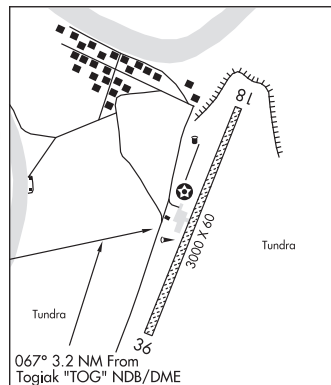 18
3000 X 60
Tundra
Tundra
36
067° 3.2 NM From
Togiak "TOG" NDB/DME